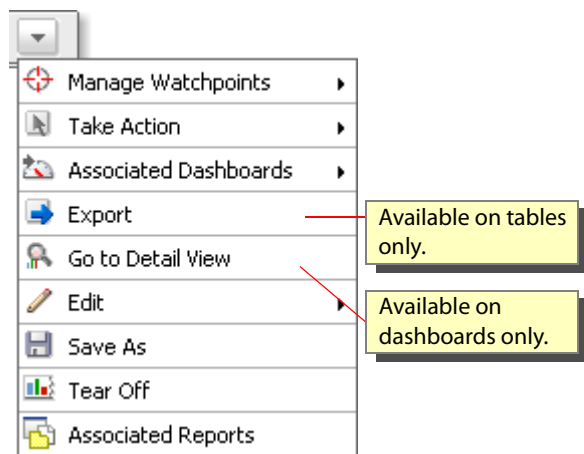 Manage Watchpoints
Take Action
Associated Dashboards
Export
Available on tables
only.
Go to Detail View
Available on
dashboards only.
Edit
Save As
Tear Off
Associated Reports